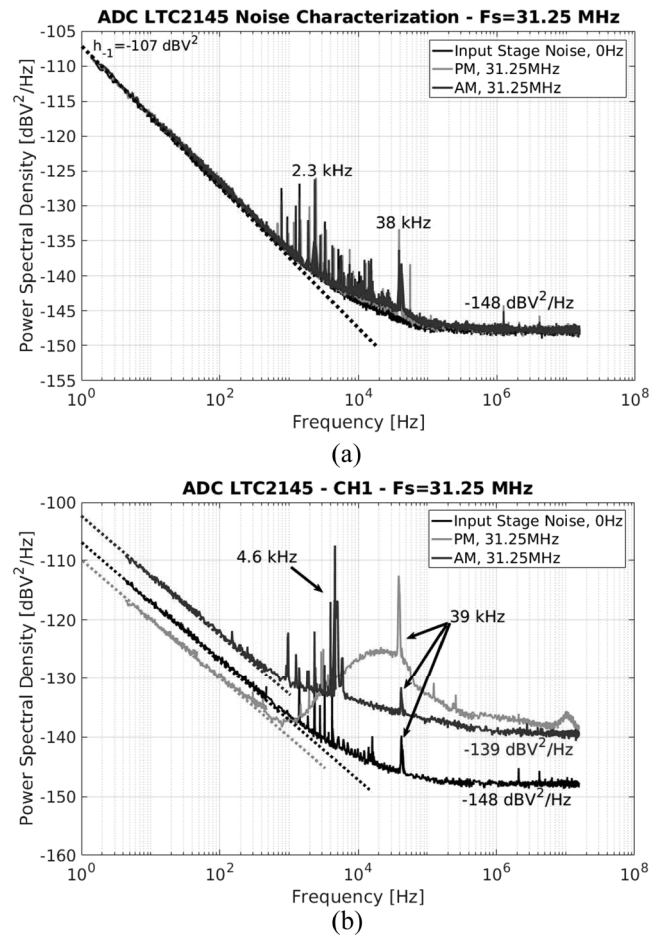 ADC LTC2145 Noise Characterization - Fs=31.25 MHz
-105
h-1=-107 dBV2
Input Stage Noise, 0Hz
PM, 31.25MHz
AM, 31.25MHz
-110
-115
-120
-125
2.3 kHz
-130
-135
38 kHz
-140
-145
-148 dBV2/Hz
-150
-155
Power Spectral Density [dBV2/Hz]
100 102 104 106 108
Frequency [Hz]
(a)
ADC LTC2145 - CH1 - Fs=31.25 MHz
-100
Input Stage Noise, 0Hz
PM, 31.25MHz
AM, 31.25MHz
4.6 kHz
-110
-120
39 kHz
-130
-140
-139 dBV2/Hz
-150
-148 dBV2/Hz
-160
Power Spectral Density [dBV2/Hz]
100 102 104 106 108
Frequency [Hz]
(b)